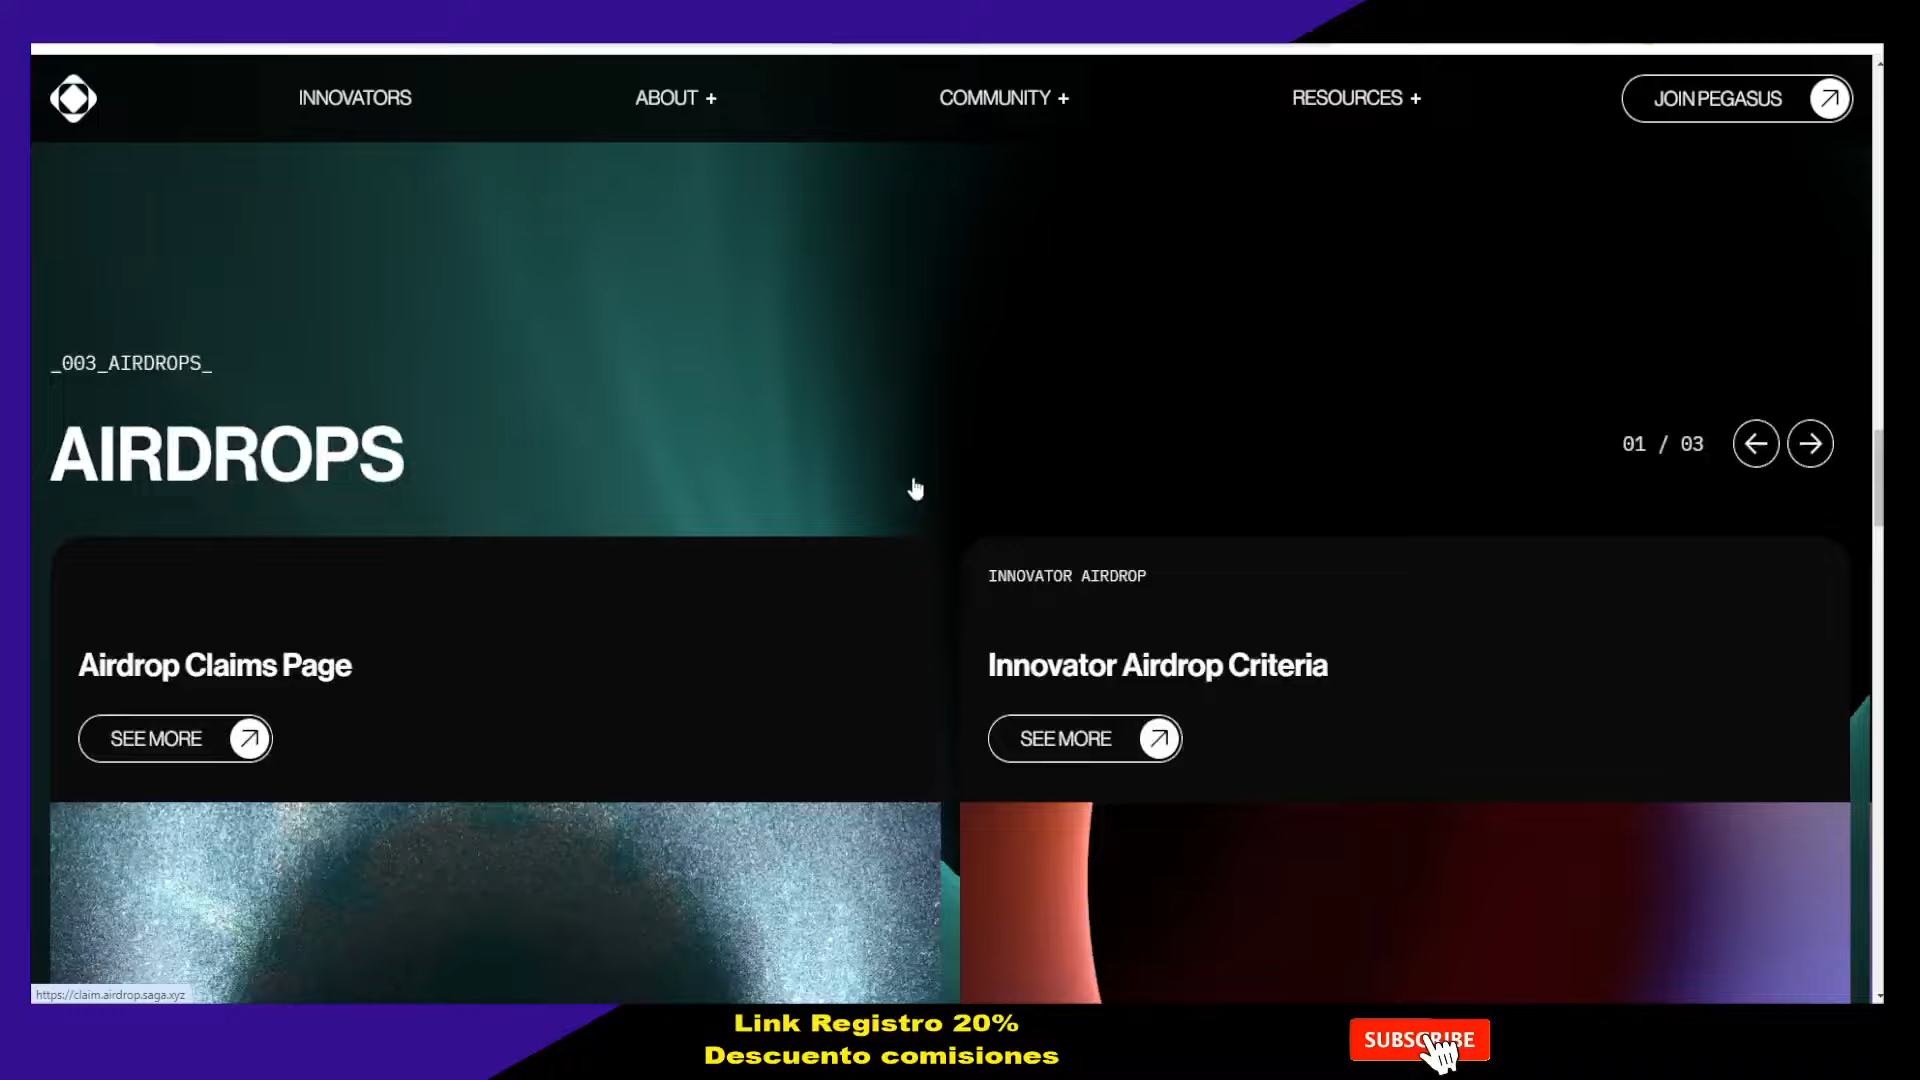 INNOVATORS
ABOUT +
COMMUNITY +
RESOURCES +
JOIN PEGASUS
_003_AIRDROPS_
AIRDROPS
01 / 03
INNOVATOR AIRDROP
Airdrop Claims Page
Innovator Airdrop Criteria
SEE MORE
SEE MORE
https://claim.airdrop.saga.xyz
Link Registro 20%
Descuento comisiones
SUBSCRIBE